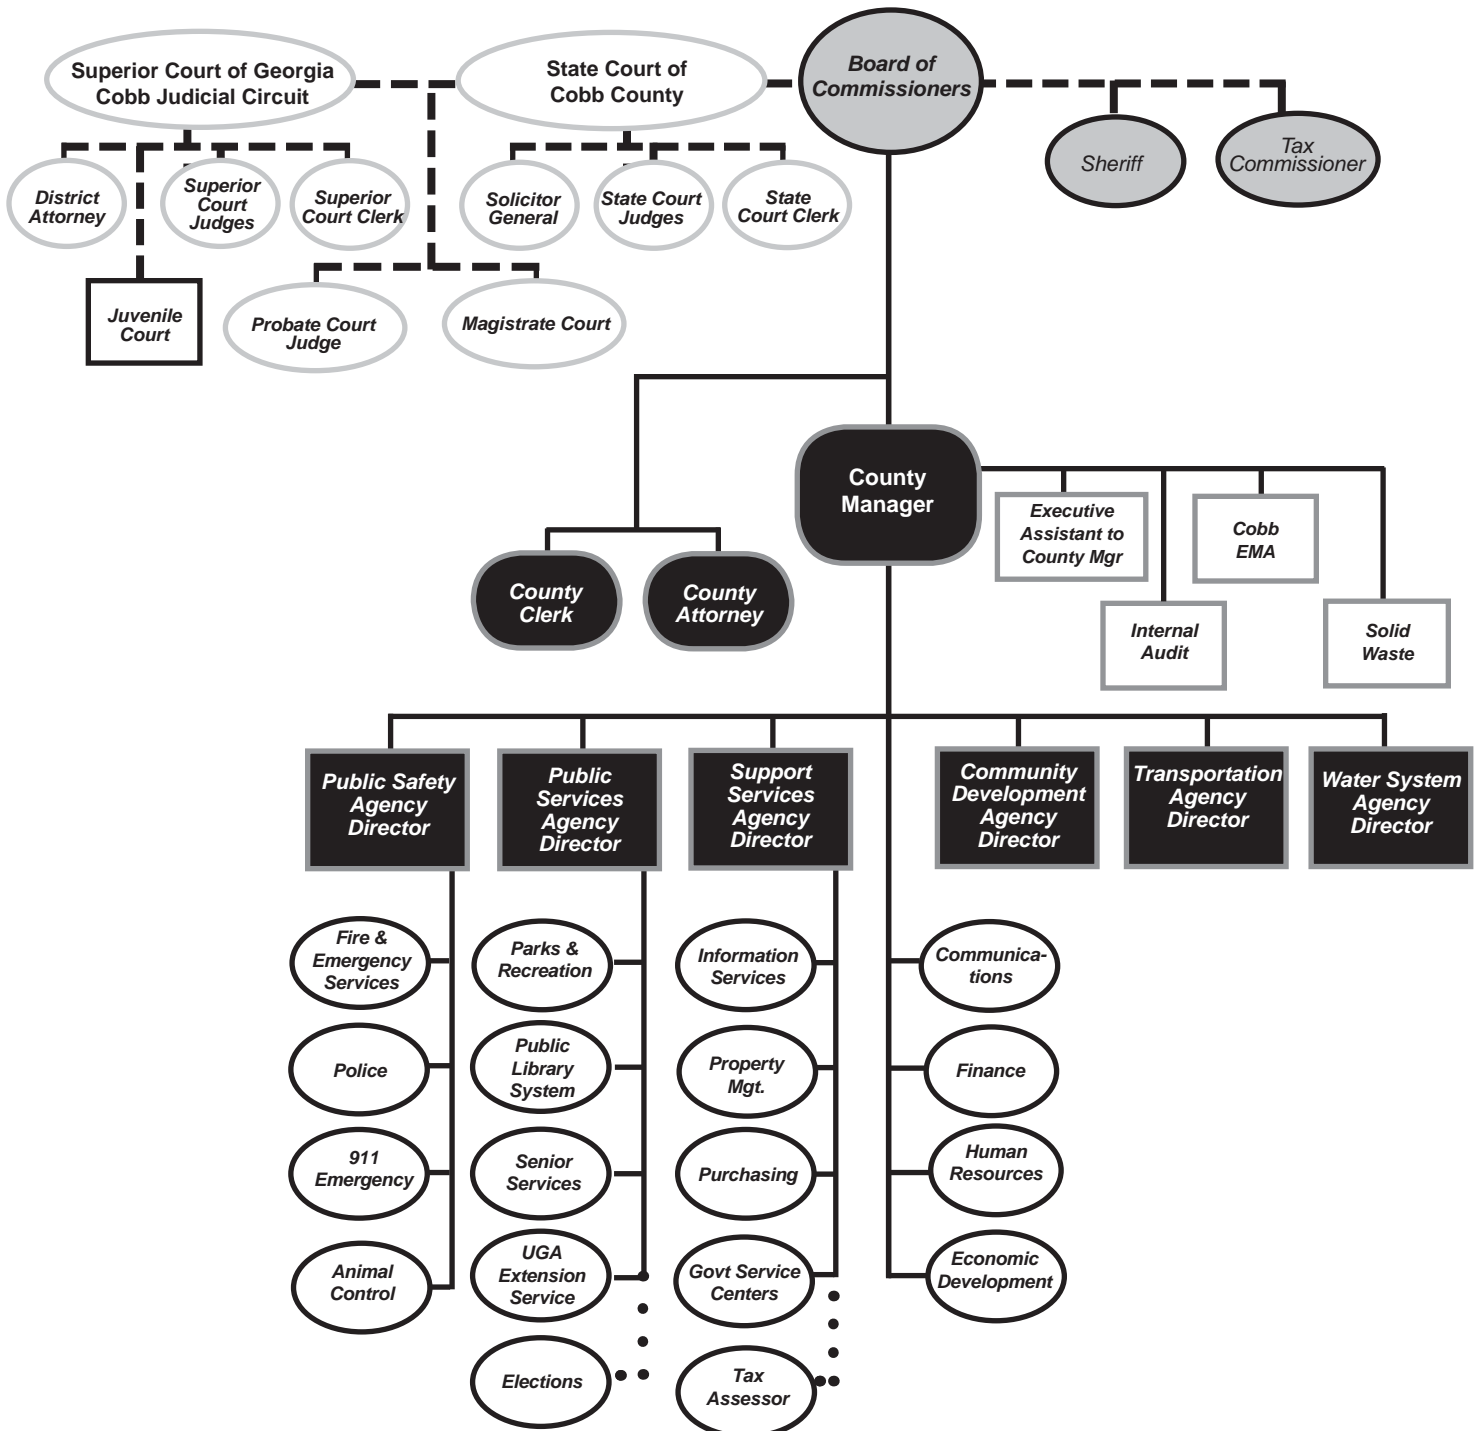 Superior Court of Georgia
Cobb Judicial Circuit
State Court of
Cobb County
Board of
Commissioners
Sheriff
Tax
Commissioner
District
Attorney
Superior
Court
Judges
Superior
Court Clerk
Solicitor
General
State Court
Judges
State
Court Clerk
Juvenile
Court
Probate Court
Judge
Magistrate Court
County
Manager
Executive
Assistant to
County Mgr
Cobb
EMA
County
Clerk
County
Attorney
Internal
Audit
Solid
Waste
Public Safety
Agency
Director
Public
Services
Agency
Director
Support
Services
Agency
Director
Community
Development
Agency
Director
Transportation
Agency
Director
Water System
Agency
Director
Fire &
Emergency
Services
Parks &
Recreation
Information
Services
Communica-
tions
Police
Public
Library
System
Property
Mgt.
Finance
911
Emergency
Senior
Services
Purchasing
Human
Resources
Animal
Control
UGA
Extension
Service
Govt Service
Centers
Economic
Development
Elections
Tax
Assessor